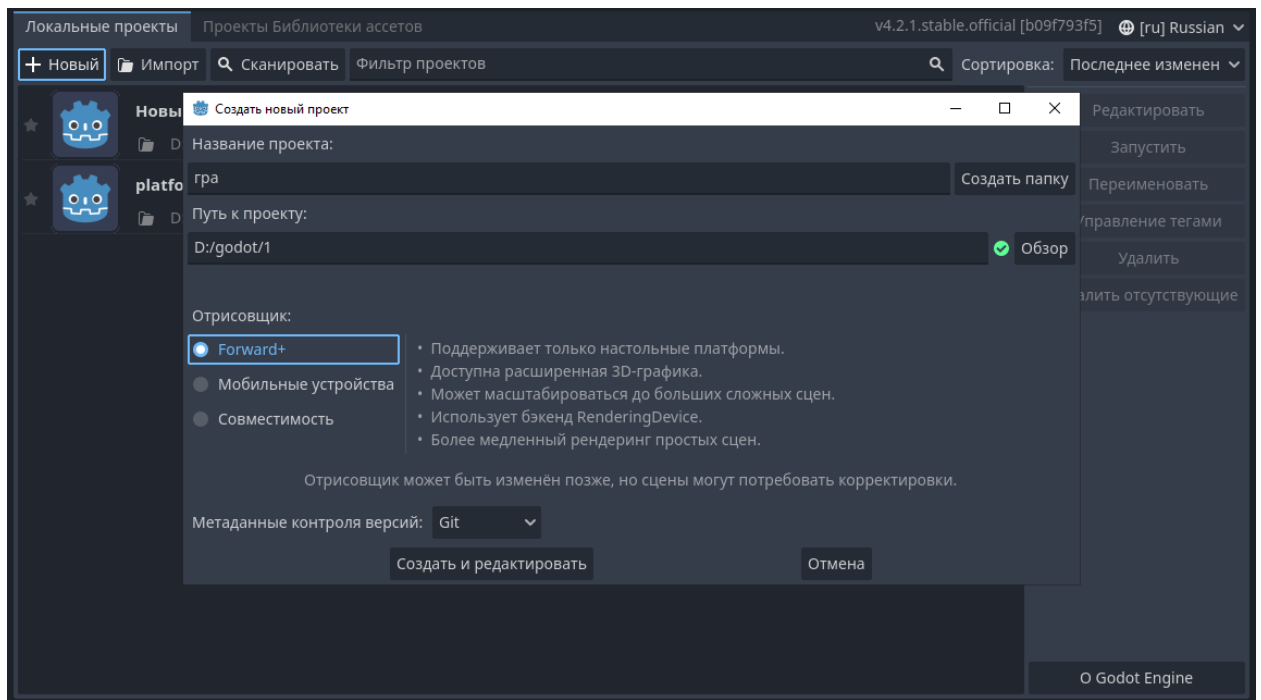 Локальные проекты Проекты Библиотеки ассетов v4.2.1.stable.official [b09f793f5] [ru] Russian
Новый Импорт Сканировать Фильтр проектов Сортировка: Последнее изменен
Создать новый проект
Новы
Редактировать
D
Название проекта:
Запустить
гра Создать папку
platfo
Переименовать
D
Путь к проекту:
Управление тегами
D:/godot/1 Обзор
Удалить
алить отсутствующие
Отрисовщик:
Forward+
Мобильные устройства
Совместимость
• Поддерживает только настольные платформы.
• Доступна расширенная 3D-графика.
• Может масштабироваться до больших сложных сцен.
• Использует бэкенд RenderingDevice.
• Более медленный рендеринг простых сцен.
Отрисовщик может быть изменён позже, но сцены могут потребовать корректировки.
Метаданные контроля версий: Git
Создать и редактировать Отмена
О Godot Engine